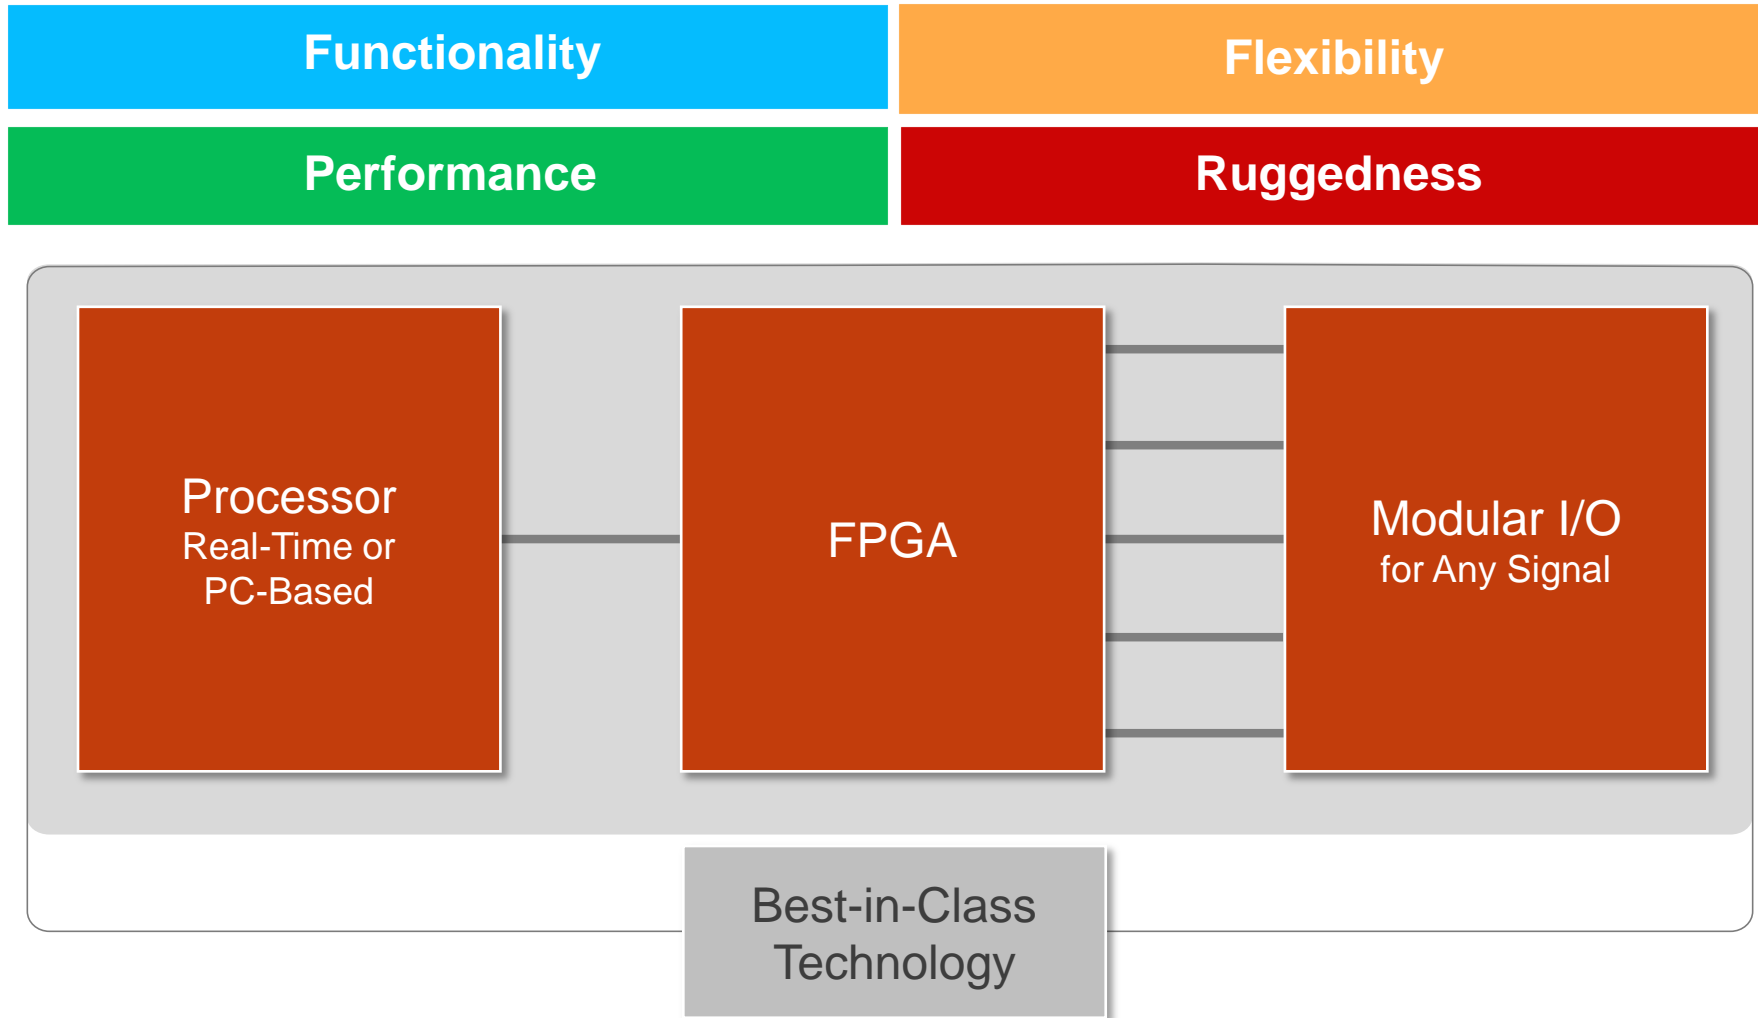 Functionality
Flexibility
Performance
Ruggedness
Processor
Real-Time or
PC-Based
FPGA
Modular I/O
for Any Signal
Best-in-Class
Technology